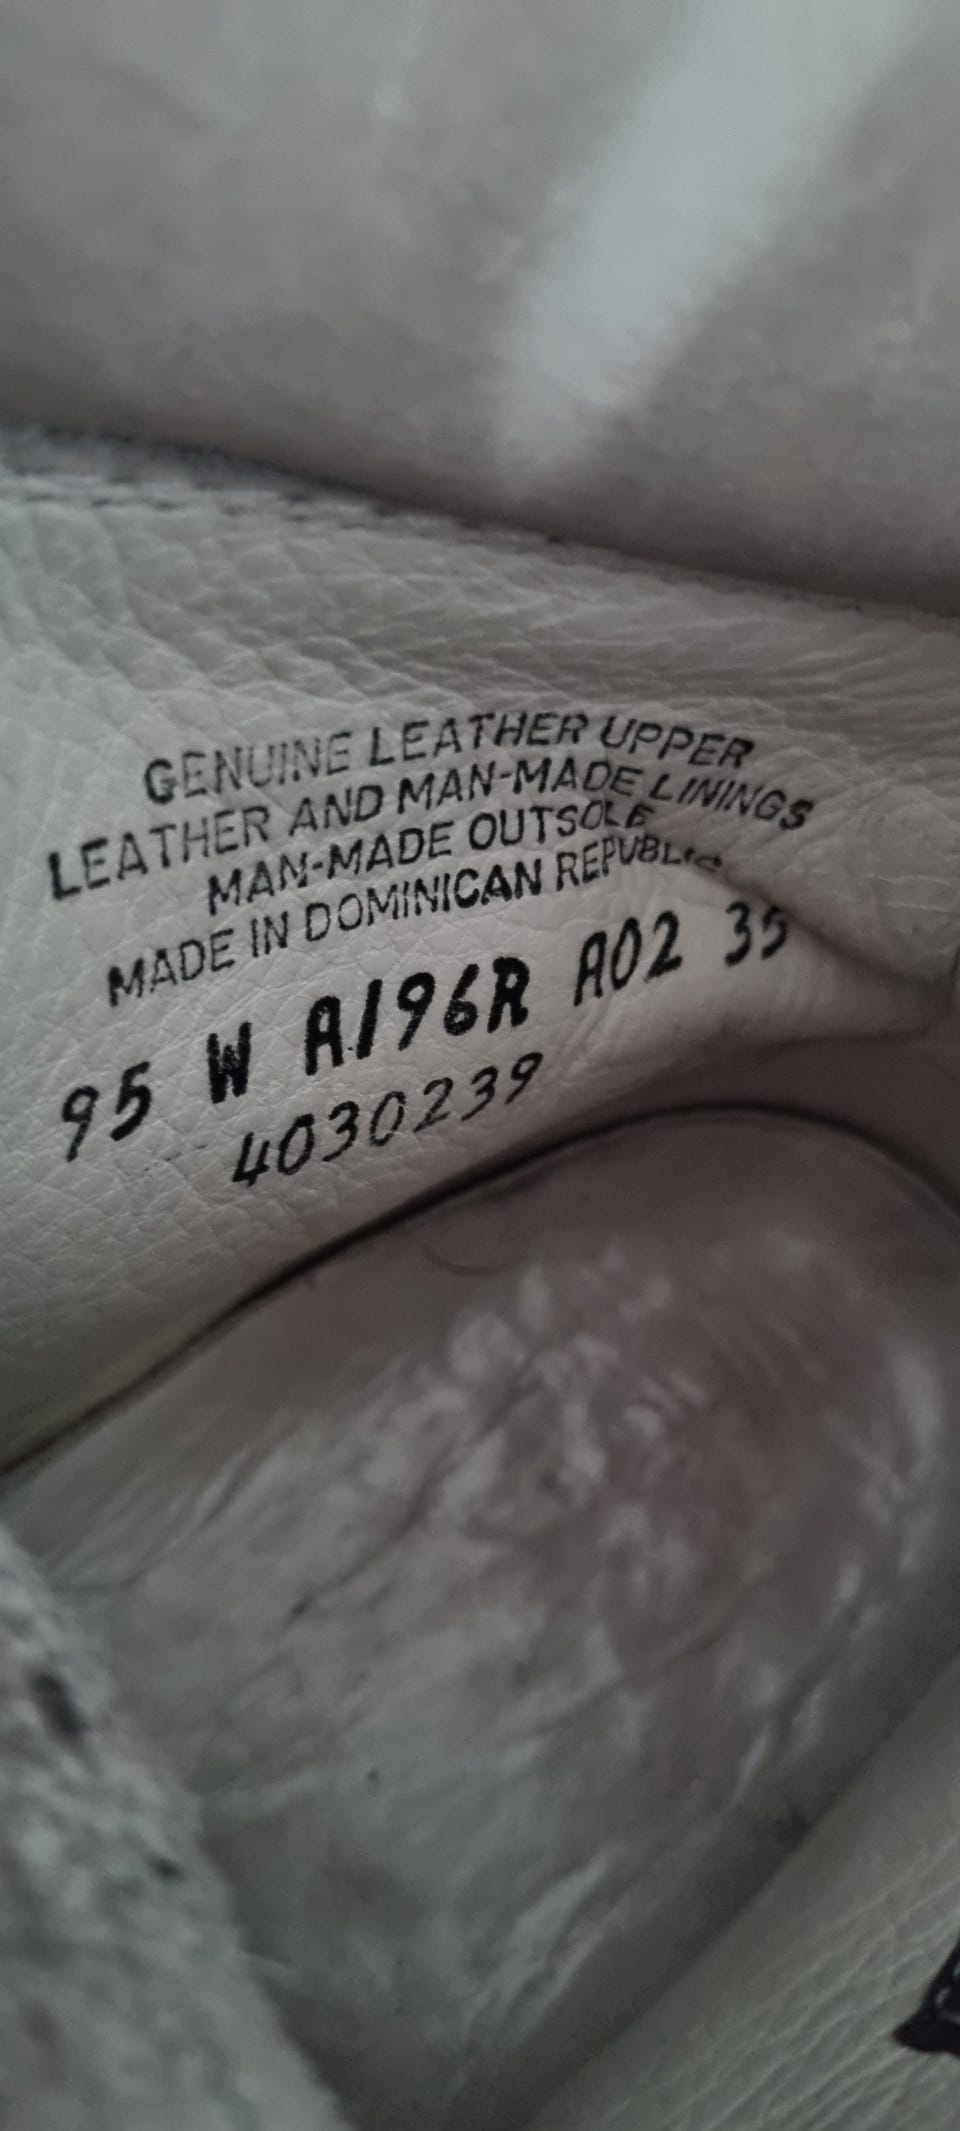 GENUINE LEATHER UPPER
LEATHER AND MAN-MADE LININGS
MAN-MADE OUTSOLE
MADE IN DOMINICAN REPUBLIC
95 W A196R A02 35
4030239